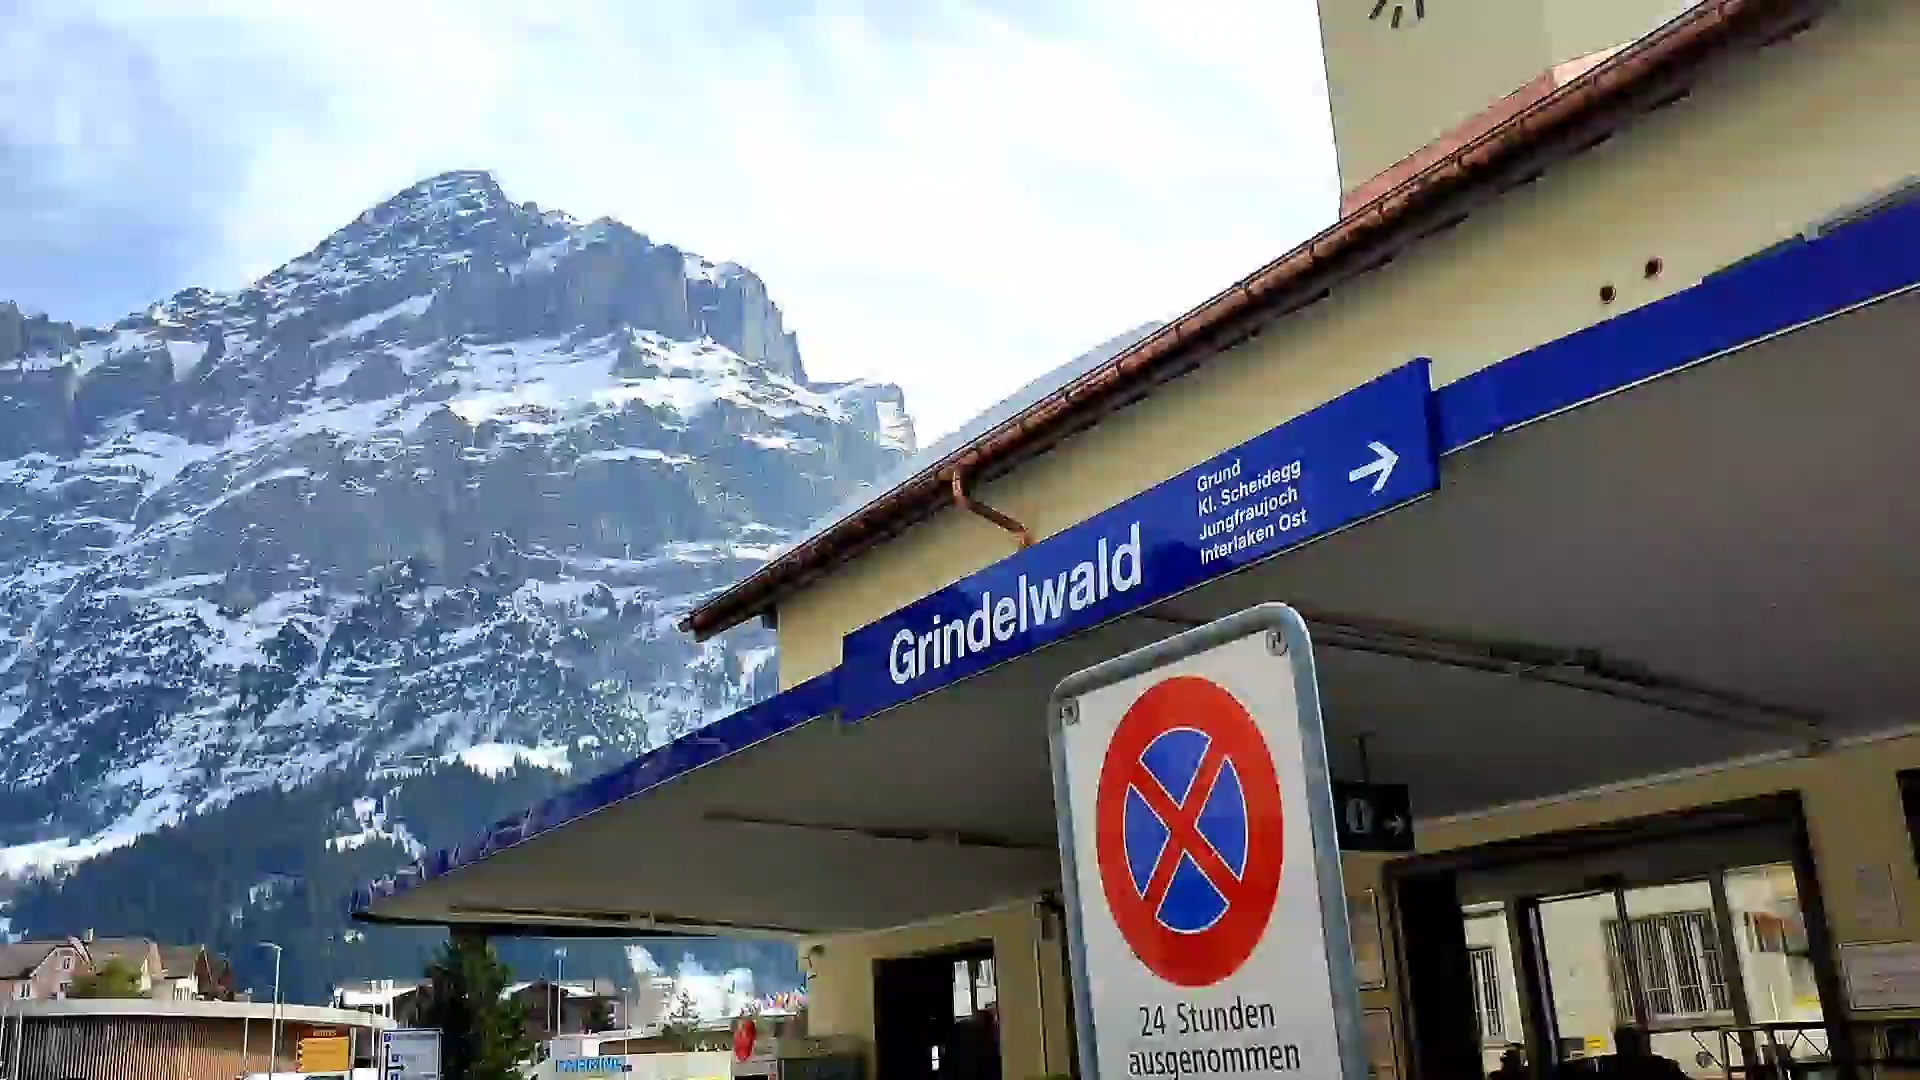 Grindelwald
Grund
Kl. Scheidegg
Jungfraujoch
Interlaken Ost
24 Stunden
ausgenommen